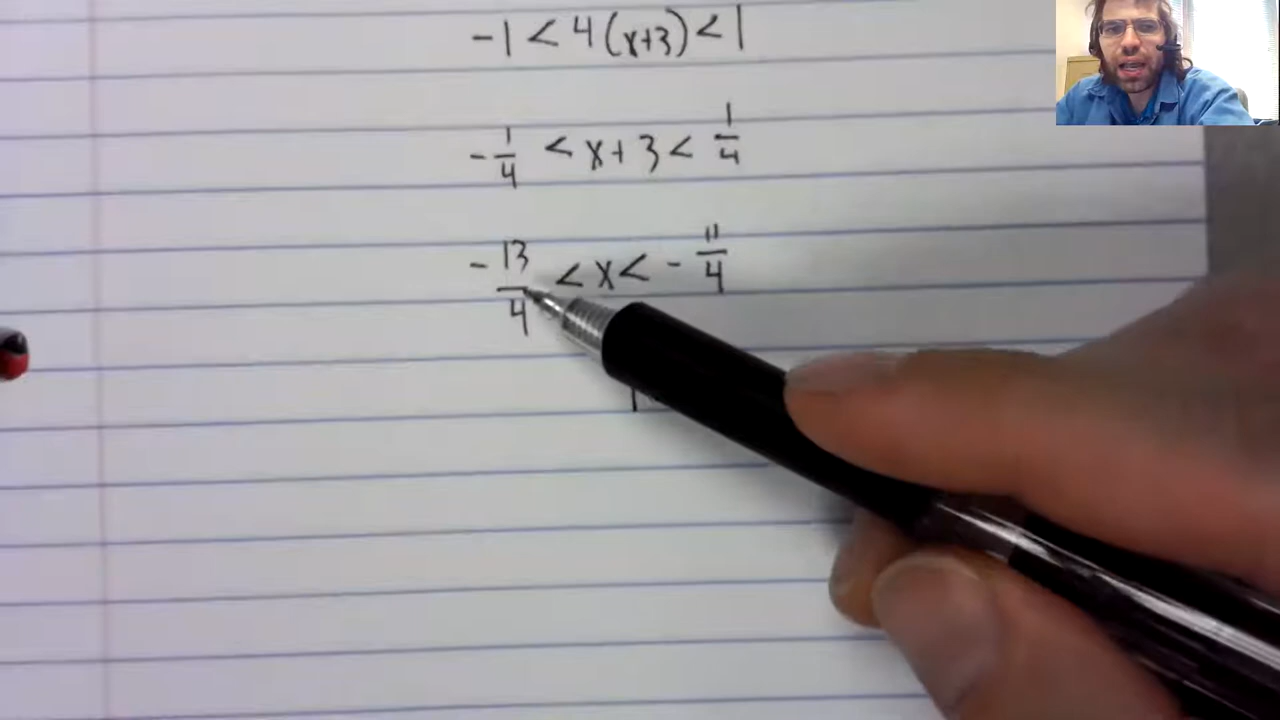 -1 < 4(x+3) < 1
-1/4 < x+3 < 1/4
-13/4 < x < -11/4